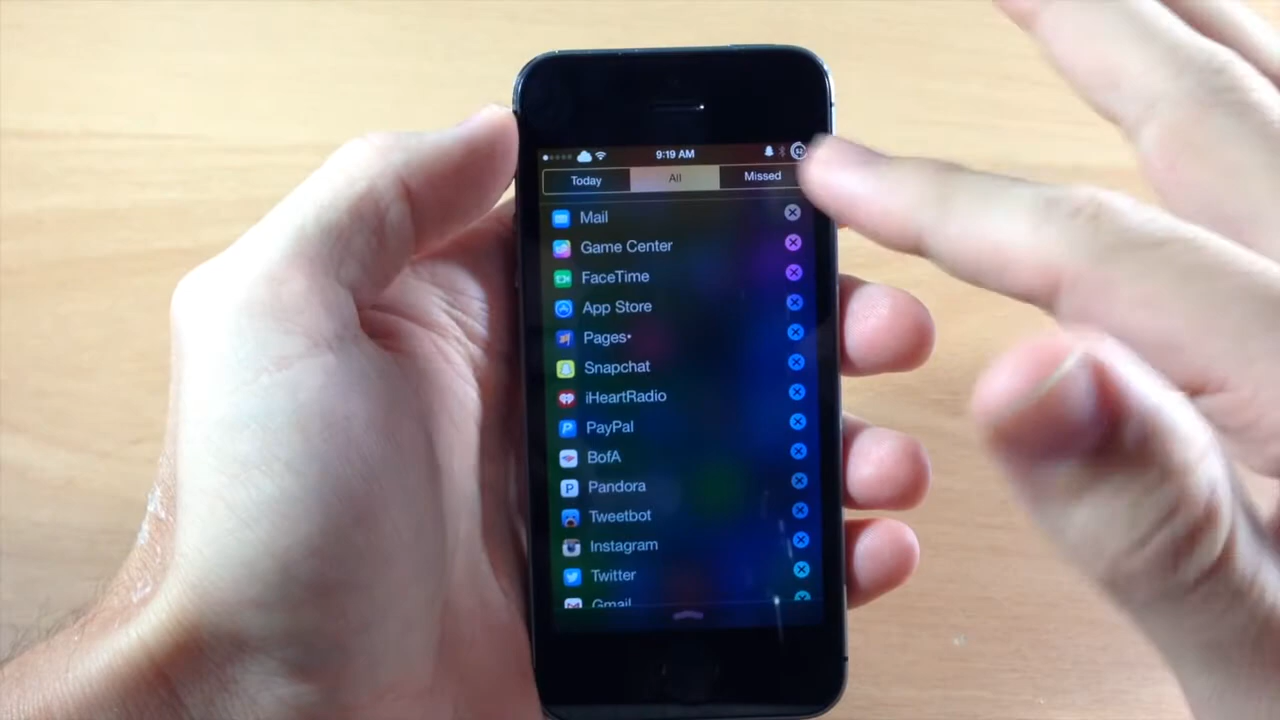 9:19 AM
Today All Missed
Mail
Game Center
FaceTime
App Store
Pages•
Snapchat
iHeartRadio
PayPal
BofA
Pandora
Tweetbot
Instagram
Twitter
Gmail